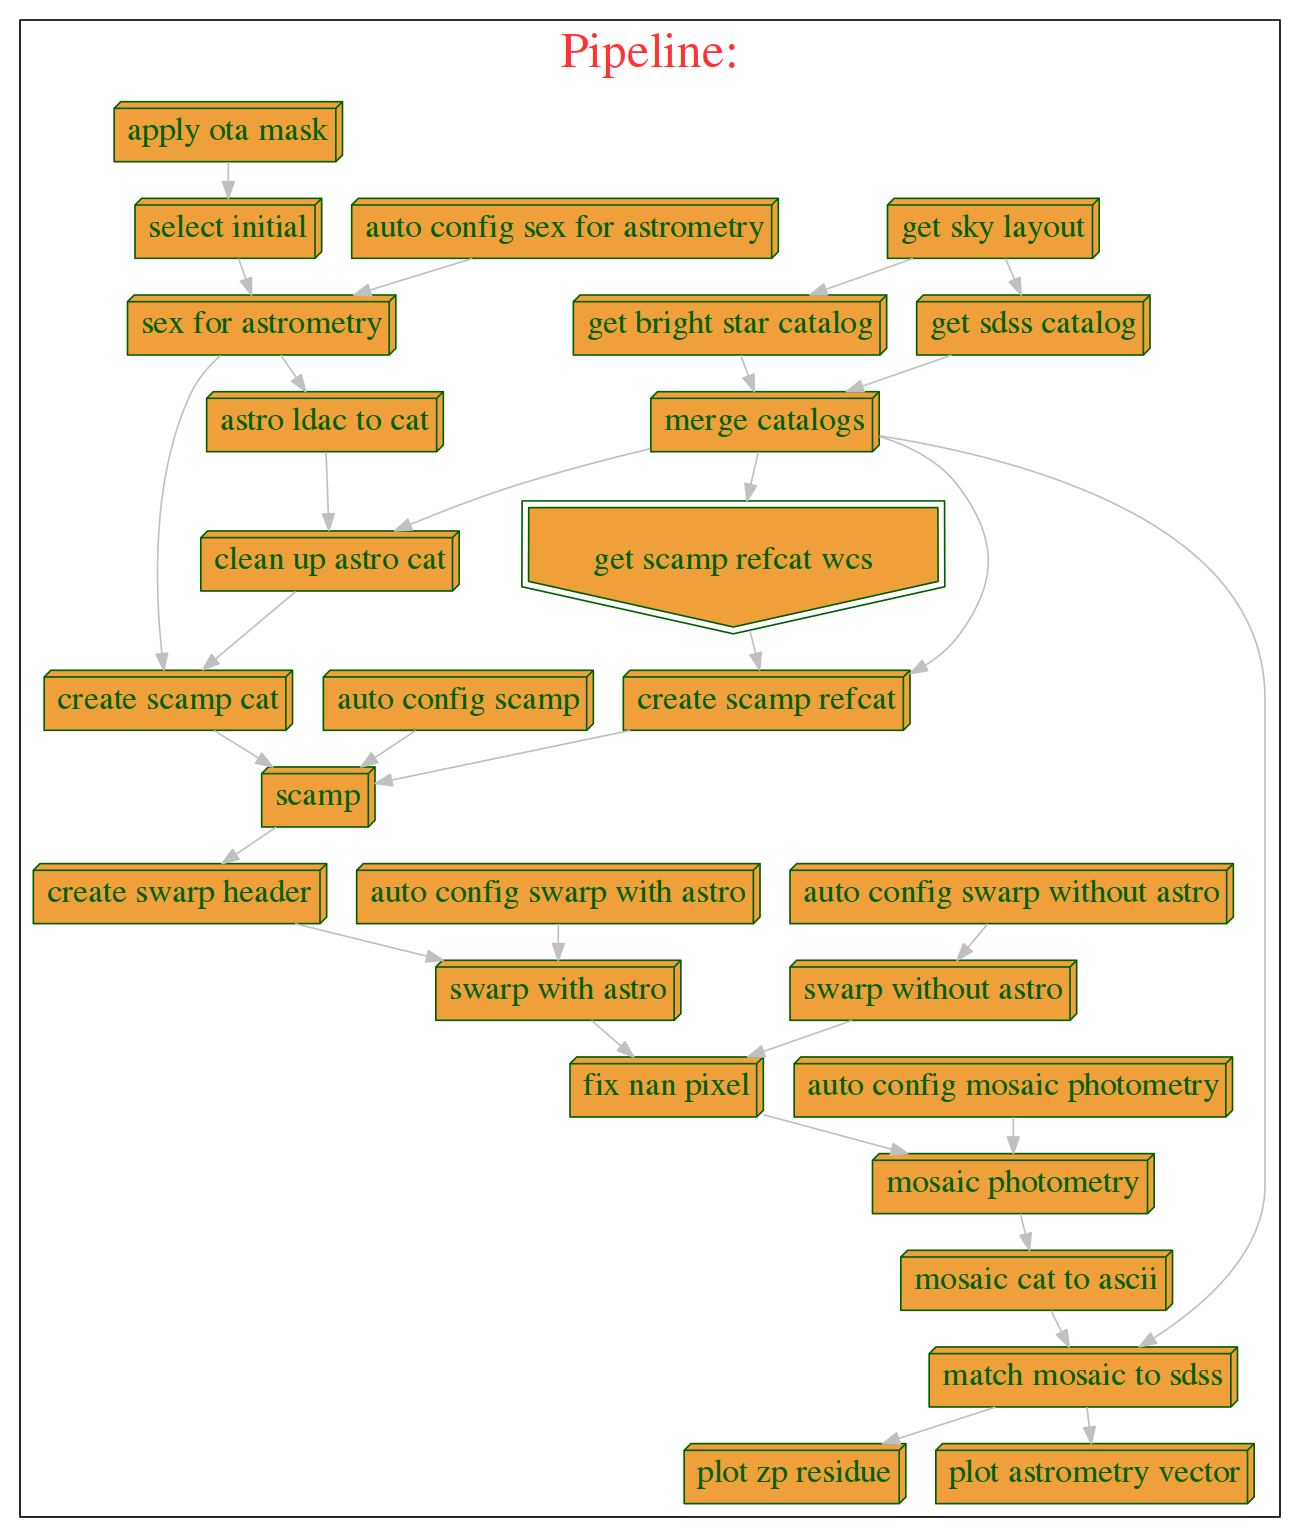 Pipeline:
apply ota mask
select initial
auto config sex for astrometry
get sky layout
sex for astrometry
get bright star catalog
get sdss catalog
astro ldac to cat
merge catalogs
clean up astro cat
get scamp refcat wcs
create scamp cat
auto config scamp
create scamp refcat
scamp
create swarp header
auto config swarp with astro
auto config swarp without astro
swarp with astro
swarp without astro
fix nan pixel
auto config mosaic photometry
mosaic photometry
mosaic cat to ascii
match mosaic to sdss
plot zp residue
plot astrometry vector